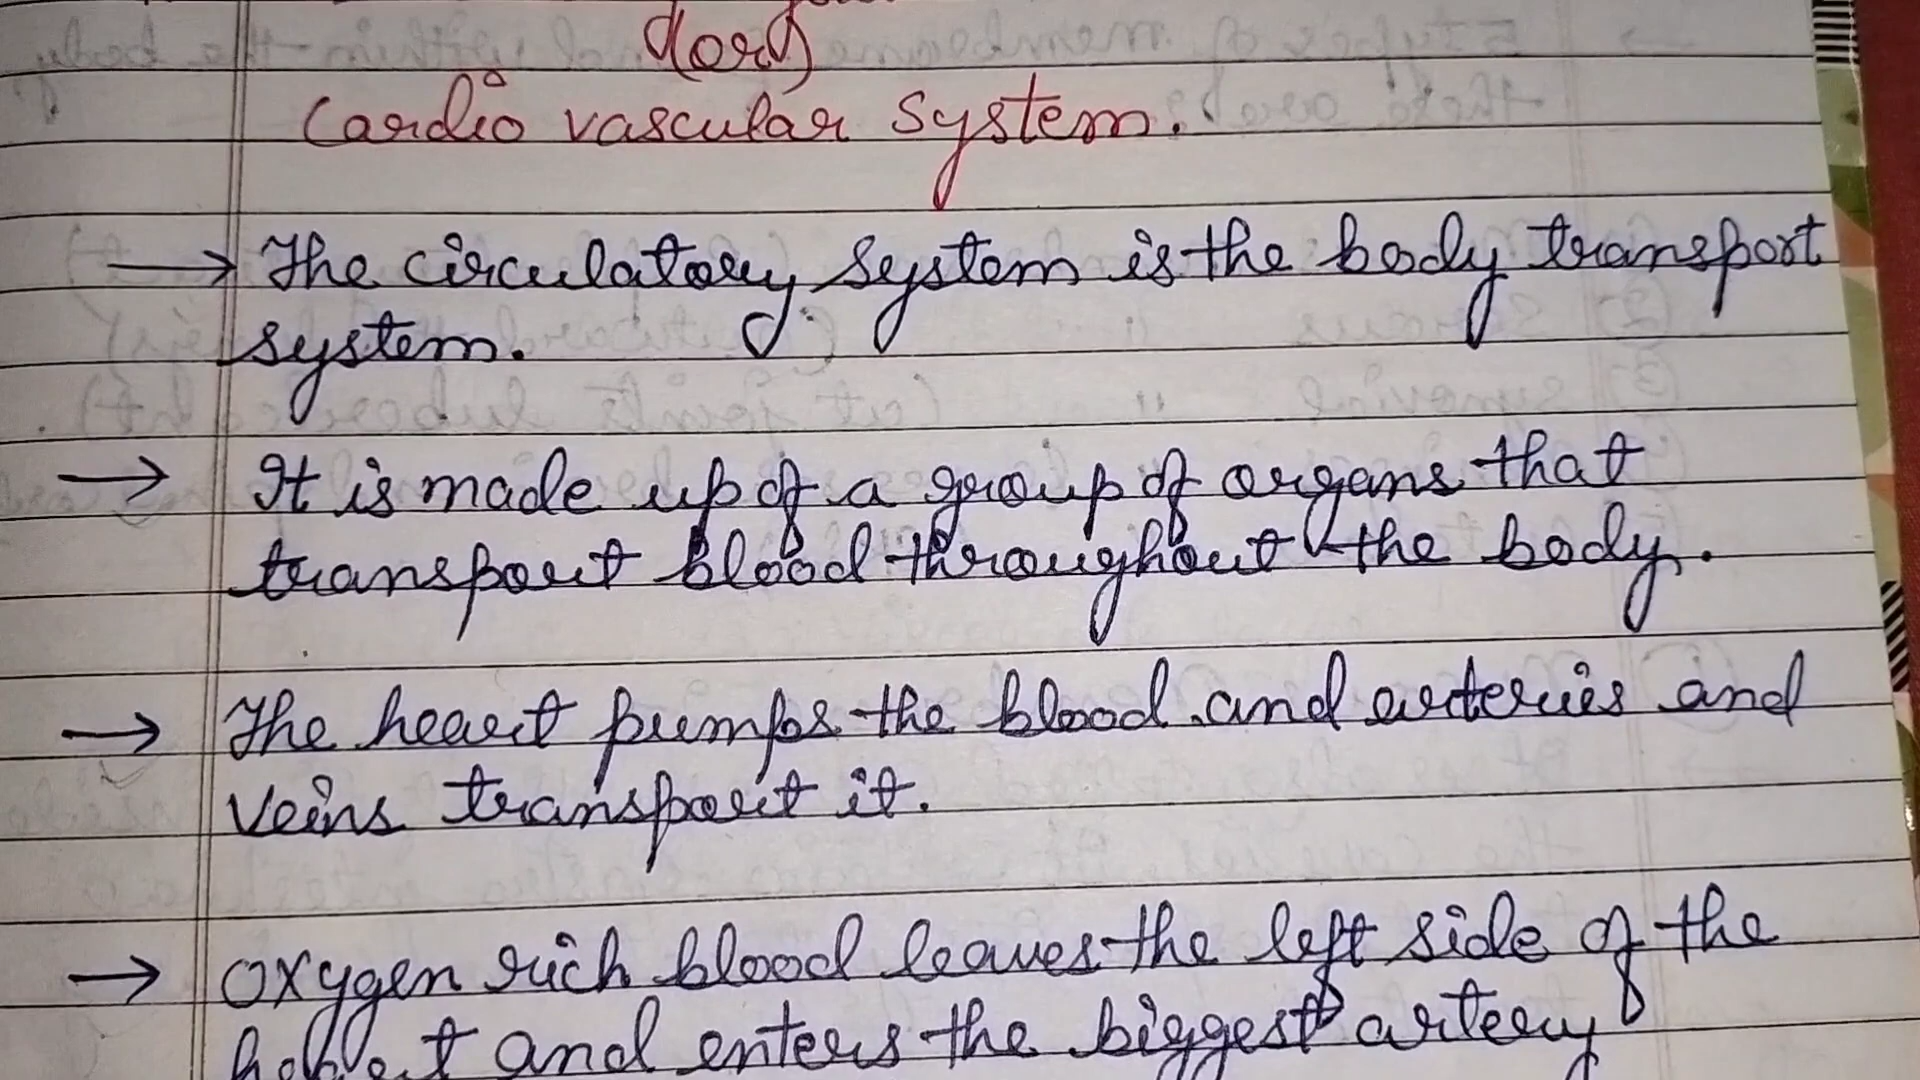 (or)
Cardio vascular system.
→ The circulatory system is the body transport
system.
→ It is made up of a group of organs that
transport blood throughout the body.
→ The heart pumps the blood and arteries and
veins transport it.
→ Oxygen rich blood leaves the left side of the
heart and enters the biggest artery